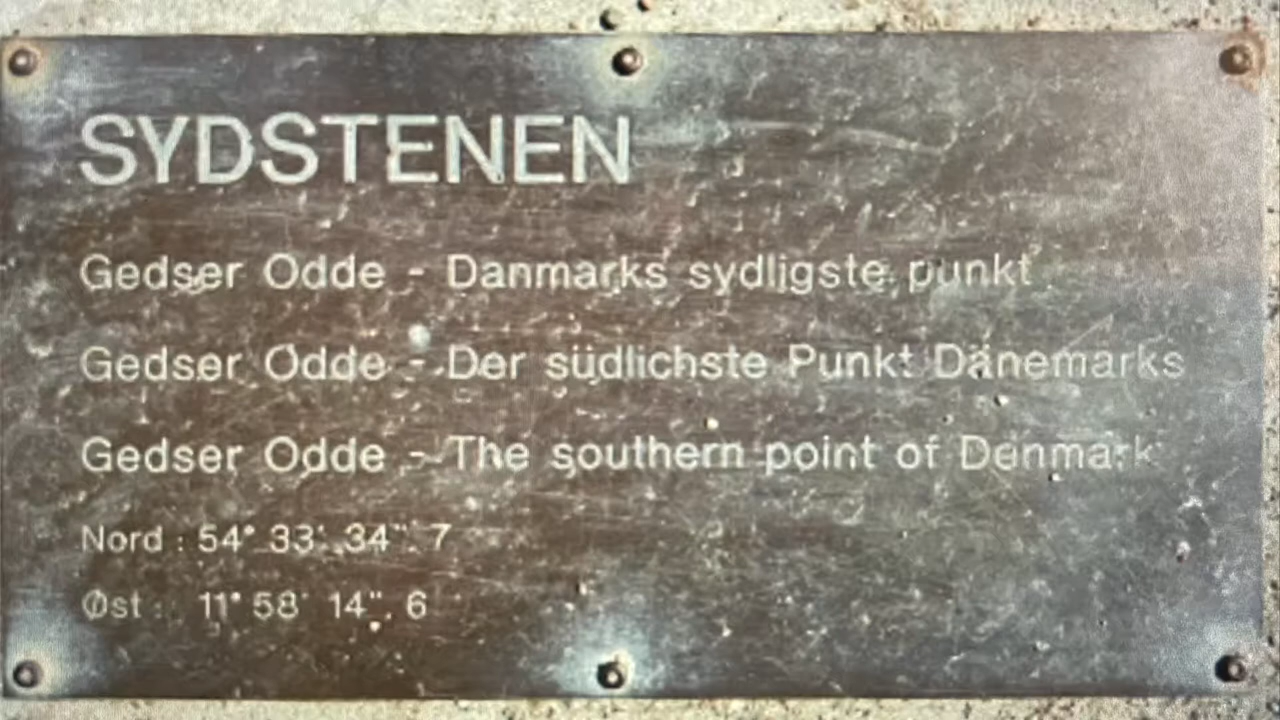 SYDSTENEN
Gedser Odde - Danmarks sydligste punkt
Gedser Odde - Der südlichste Punkt Dänemarks
Gedser Odde - The southern point of Denmark
Nord : 54° 33' 34". 7
Øst : 11° 58' 14". 6